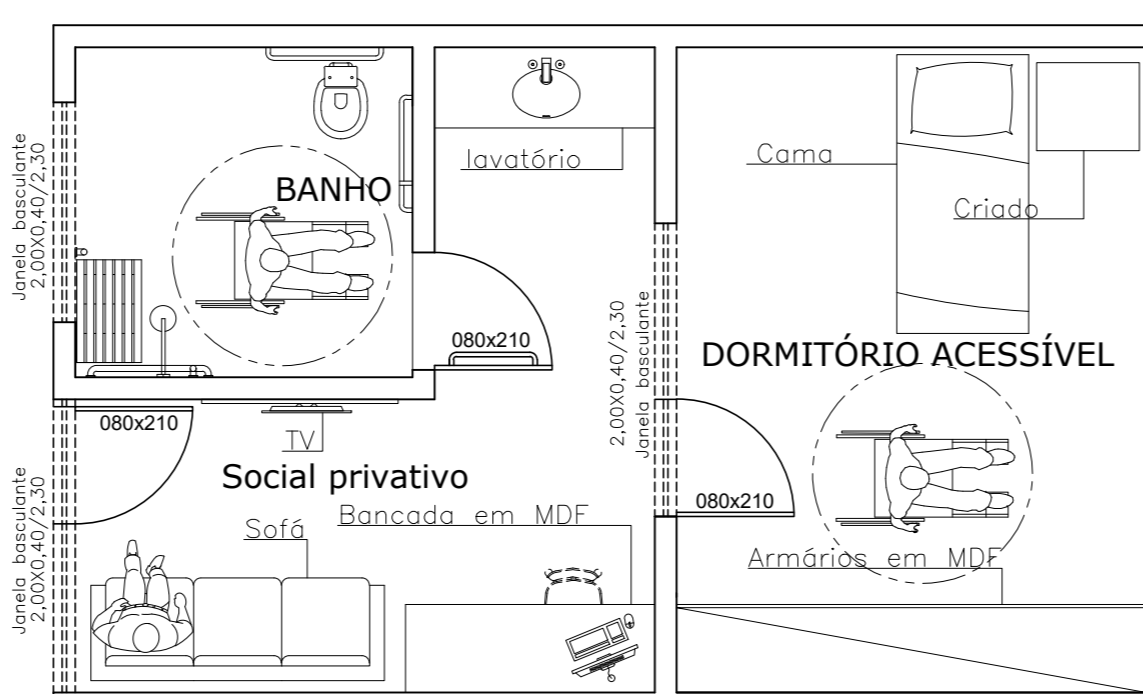 Janela basculante
2,00X0,40/2,30
BANHO
lavatório
Cama
Criado
080x210
2,00X0,40/2,30
Janela basculante
DORMITÓRIO ACESSÍVEL
080x210
TV
Social privativo
Janela basculante
2,00X0,40/2,30
Sofá
Bancada em MDF
080x210
Armários em MDF